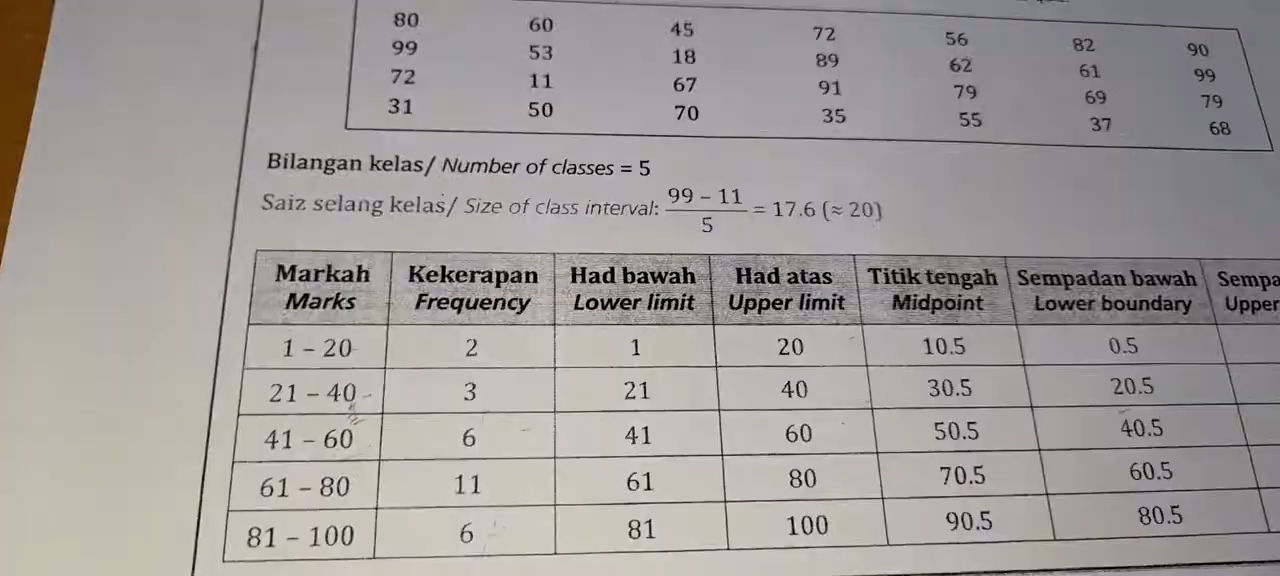 80 60 45 72 56 82 90
99 53 18 89 62 61 99
72 11 67 91 79 69 79
31 50 70 35 55 37 68
Bilangan kelas/ Number of classes = 5
Saiz selang kelas/ Size of class interval: 99 – 11 / 5 = 17.6 (≈ 20)
Markah Kekerapan Had bawah Had atas Titik tengah Sempadan bawah Sempa
Marks Frequency Lower limit Upper limit Midpoint Lower boundary Upper
1 – 20 2 1 20 10.5 0.5
21 – 40 3 21 40 30.5 20.5
41 – 60 6 41 60 50.5 40.5
61 – 80 11 61 80 70.5 60.5
81 – 100 6 81 100 90.5 80.5